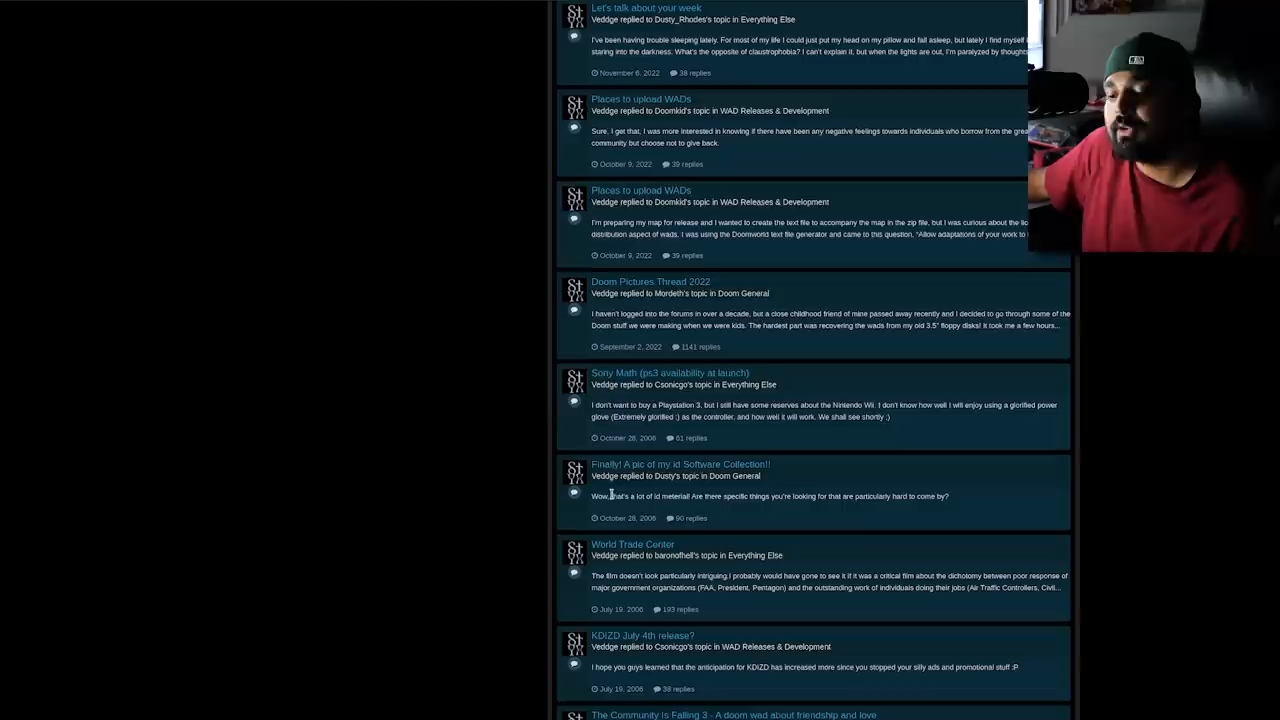 Let's talk about your week
Veddge replied to Dusty_Rhodes's topic in Everything Else
I've been having trouble sleeping lately. For most of my life I could just put my head on my pillow and fall asleep, but lately I find myself
staring into the darkness. What's the opposite of claustrophobia? I can't explain it, but when the lights are out, I'm paralyzed by thoughts
November 6, 2022 38 replies
Places to upload WADs
Veddge replied to Doomkid's topic in WAD Releases & Development
Sure, I get that, I was more interested in knowing if there have been any negative feelings towards individuals who borrow from the
community but choose not to give back.
October 9, 2022 39 replies
Places to upload WADs
Veddge replied to Doomkid's topic in WAD Releases & Development
I'm preparing my map for release and I wanted to create the text file to accompany the map in the zip file, but I was curious about the
distribution aspect of wads. I was using the Doomworld text file generator and came to this question, "Allow adaptations of your work to
October 9, 2022 39 replies
Doom Pictures Thread 2022
Veddge replied to Mordeth's topic in Doom General
I haven't logged into the forums in over a decade, but a close childhood friend of mine passed away recently and I decided to go through some of the
Doom stuff we were making when we were kids. The hardest part was recovering the wads from my old 3.5" floppy disks! It took me a few hours...
September 2, 2022 1141 replies
Sony Math (ps3 availability at launch)
Veddge replied to Csonicgo's topic in Everything Else
I don't want to buy a Playstation 3, but I still have some reserves about the Nintendo Wii. I don't know how well I will enjoy using a glorified power
glove (Extremely glorified ;) as the controller, and how well it will work. We shall see shortly ;)
October 28, 2006 61 replies
Finally! A pic of my id Software Collection!!
Veddge replied to Dusty's topic in Doom General
Wow, that's a lot of id meterial! Are there specific things you're looking for that are particularly hard to come by?
October 28, 2006 90 replies
World Trade Center
Veddge replied to baronofhell's topic in Everything Else
The film doesn't look particularly intriguing.I probably would have gone to see it if it was a critical film about the dichotomy between poor response of
major government organizations (FAA, President, Pentagon) and the outstanding work of individuals doing their jobs (Air Traffic Controllers, Civil...
July 19, 2006 193 replies
KDIZD July 4th release?
Veddge replied to Csonicgo's topic in WAD Releases & Development
I hope you guys learned that the anticipation for KDIZD has increased more since you stopped your silly ads and promotional stuff :P
July 19, 2006 38 replies
The Community Is Falling 3 - A doom wad about friendship and love